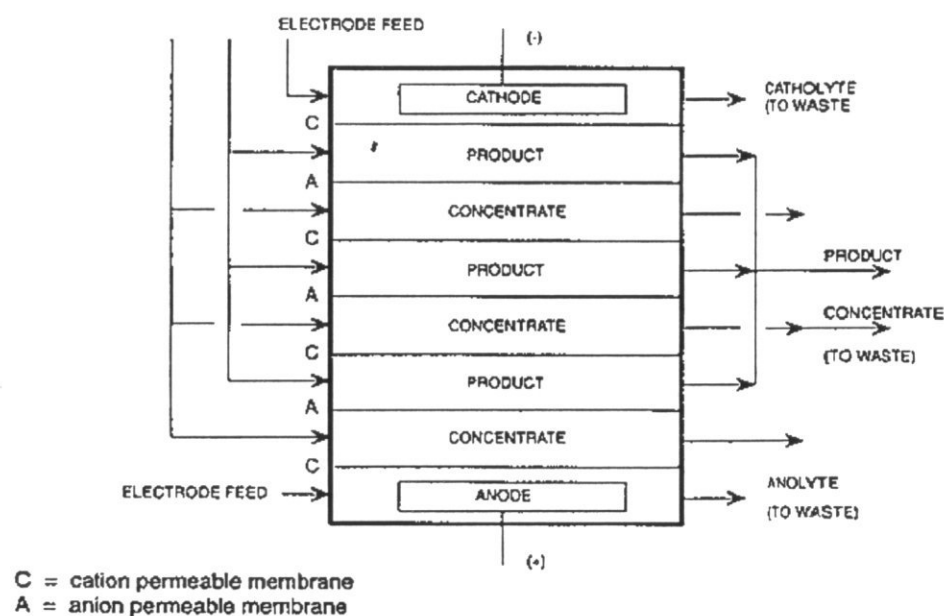 ELECTRODE FEED
(-)
CATHODE
CATHOLYTE
(TO WASTE
C
PRODUCT
A
CONCENTRATE
C
PRODUCT
PRODUCT
A
CONCENTRATE
CONCENTRATE
(TO WASTE)
C
PRODUCT
A
CONCENTRATE
C
ELECTRODE FEED
ANODE
ANOLYTE
(TO WASTE)
(+)
C = cation permeable membrane
A = anion permeable membrane